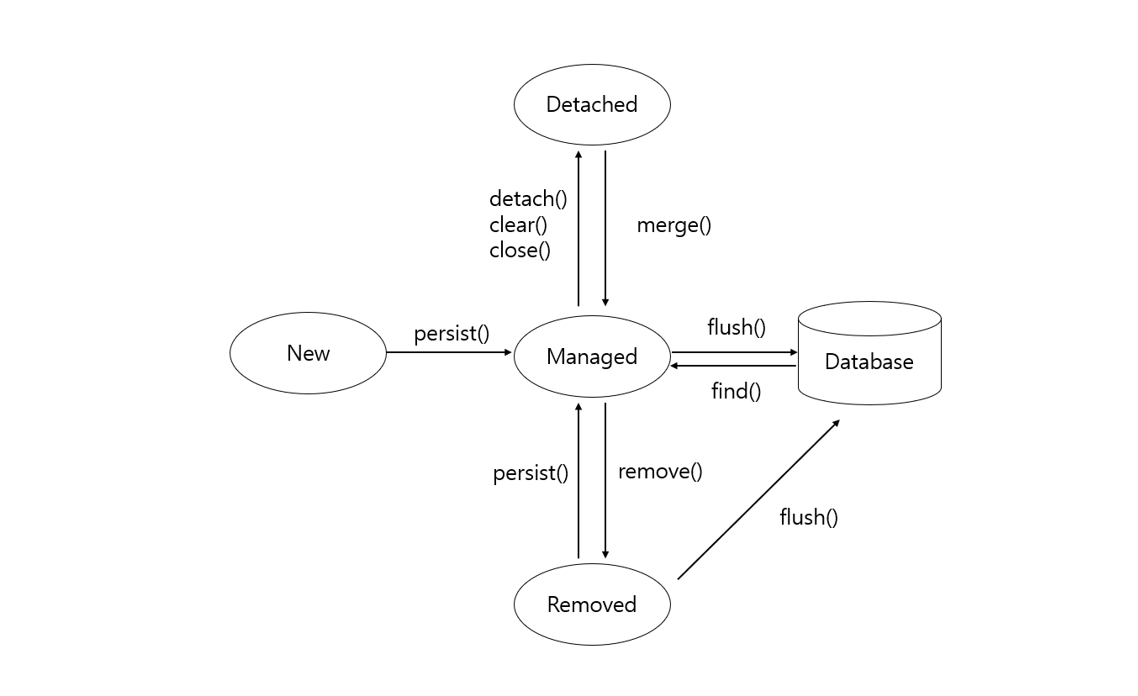 Detached
detach()
clear()
close()
merge()
New
persist()
Managed
flush()
find()
Database
persist()
remove()
flush()
Removed